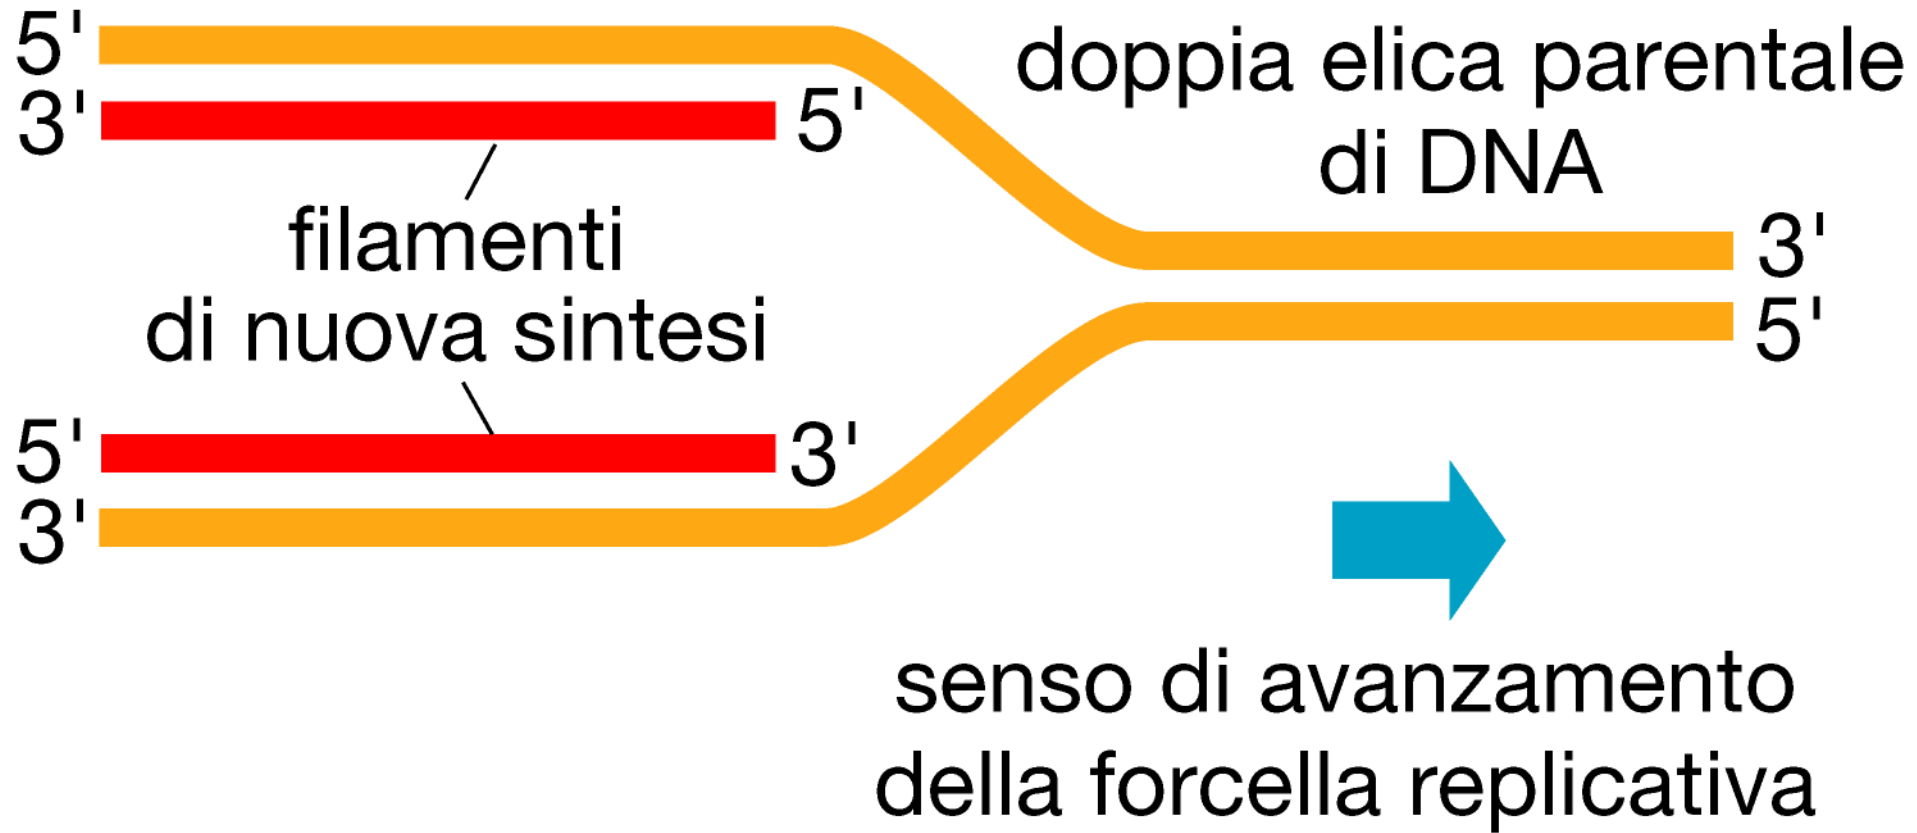 5'
doppia elica parentale
di DNA
3'
5'
filamenti
di nuova sintesi
3'
5'
5'
3'
3'
senso di avanzamento
della forcella replicativa